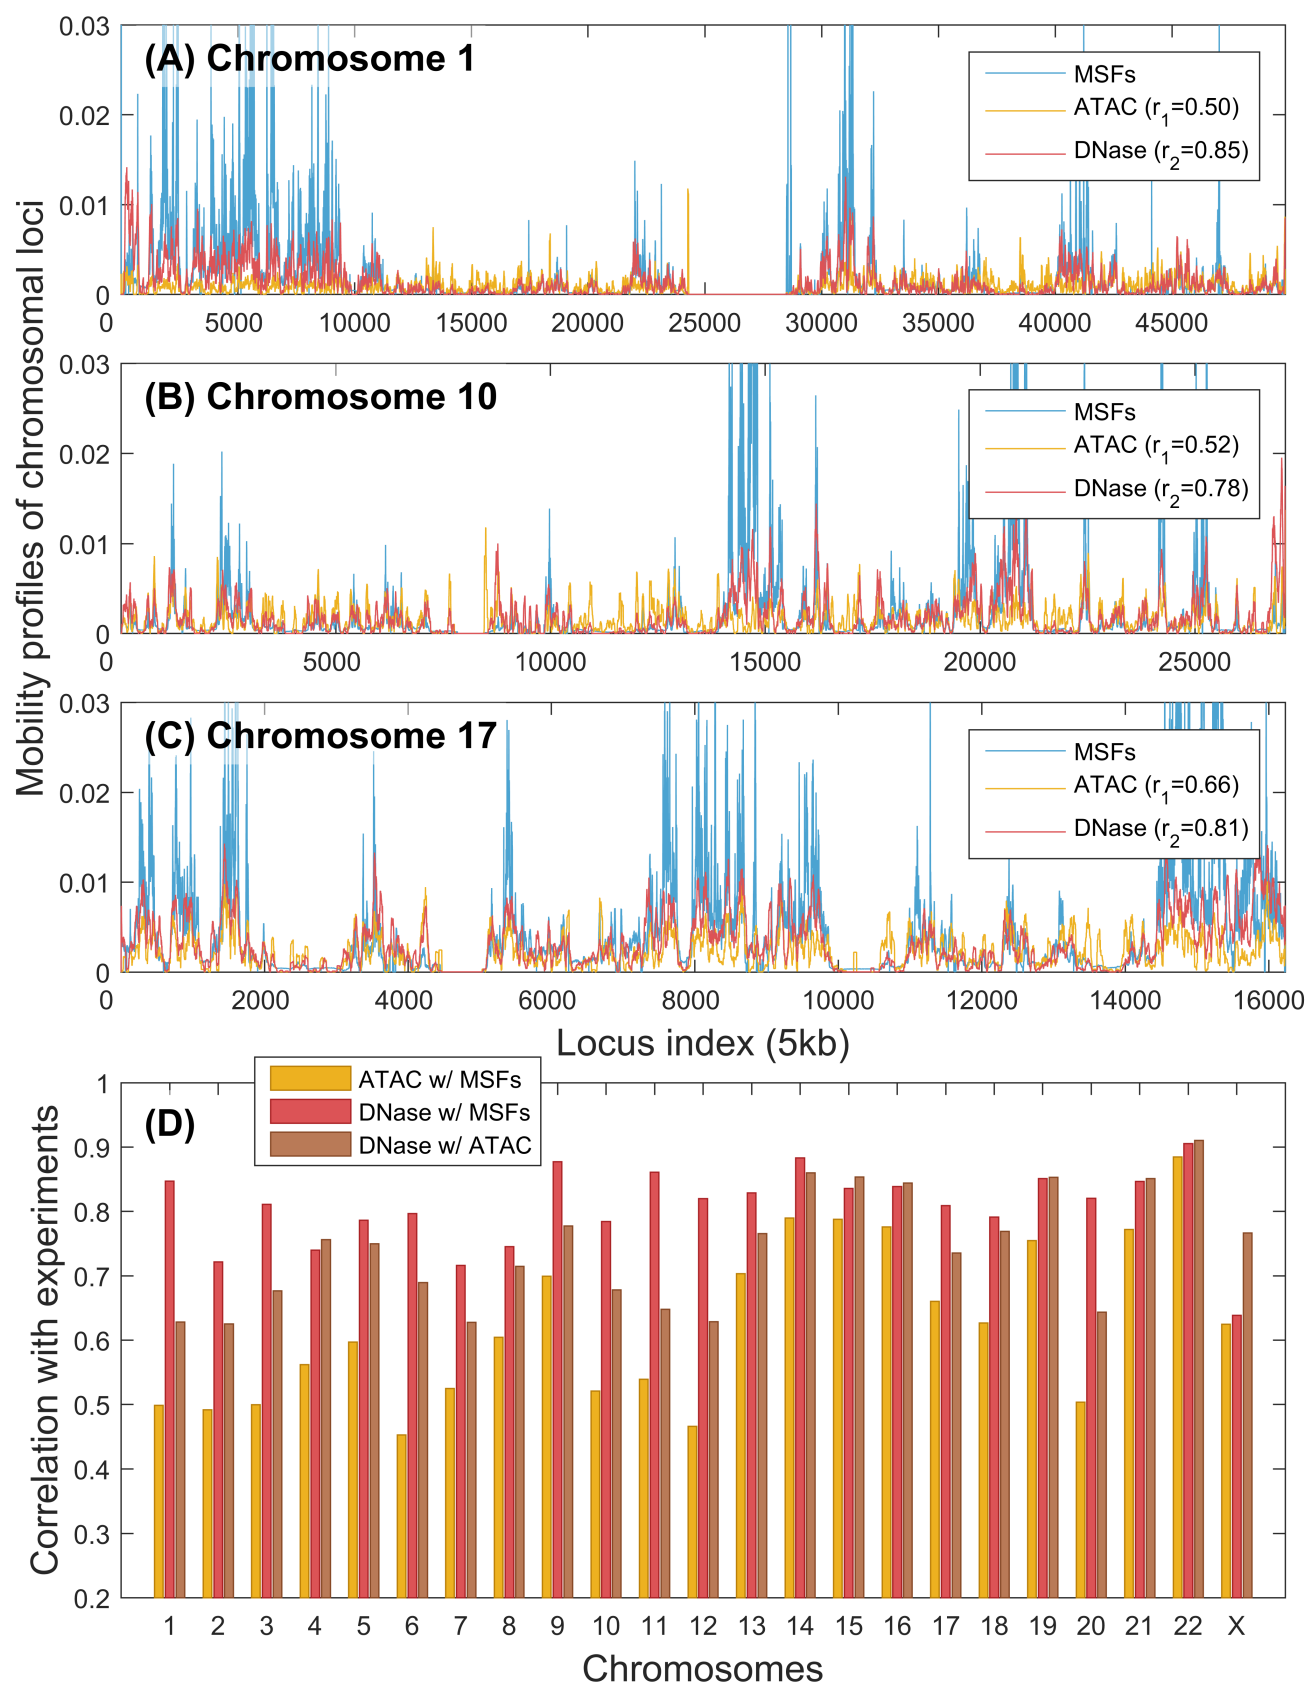 Mobility profiles of chromosomal loci
(A) Chromosome 1
0.03
0.02
0.01
0
MSFs
ATAC (r1=0.50)
DNase (r2=0.85)
0 5000 10000 15000 20000 25000 30000 35000 40000 45000
(B) Chromosome 10
0.03
0.02
0.01
0
MSFs
ATAC (r1=0.52)
DNase (r2=0.78)
0 5000 10000 15000 20000 25000
(C) Chromosome 17
0.03
0.02
0.01
0
MSFs
ATAC (r1=0.66)
DNase (r2=0.81)
0 2000 4000 6000 8000 10000 12000 14000 16000
Locus index (5kb)
(D)
ATAC w/ MSFs
DNase w/ MSFs
DNase w/ ATAC
Correlation with experiments
1
0.9
0.8
0.7
0.6
0.5
0.4
0.3
0.2
1 2 3 4 5 6 7 8 9 10 11 12 13 14 15 16 17 18 19 20 21 22 X
Chromosomes